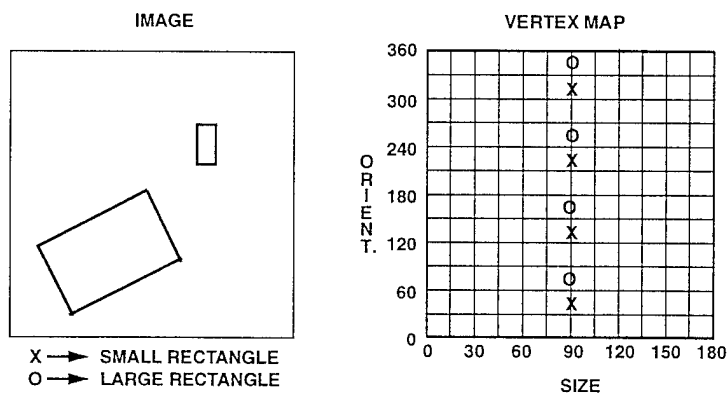 IMAGE
X → SMALL RECTANGLE
O → LARGE RECTANGLE
VERTEX MAP
360
300
240
180
120
60
0
ORIENT.
O
X
O
X
O
X
O
X
0 30 60 90 120 150 180
SIZE